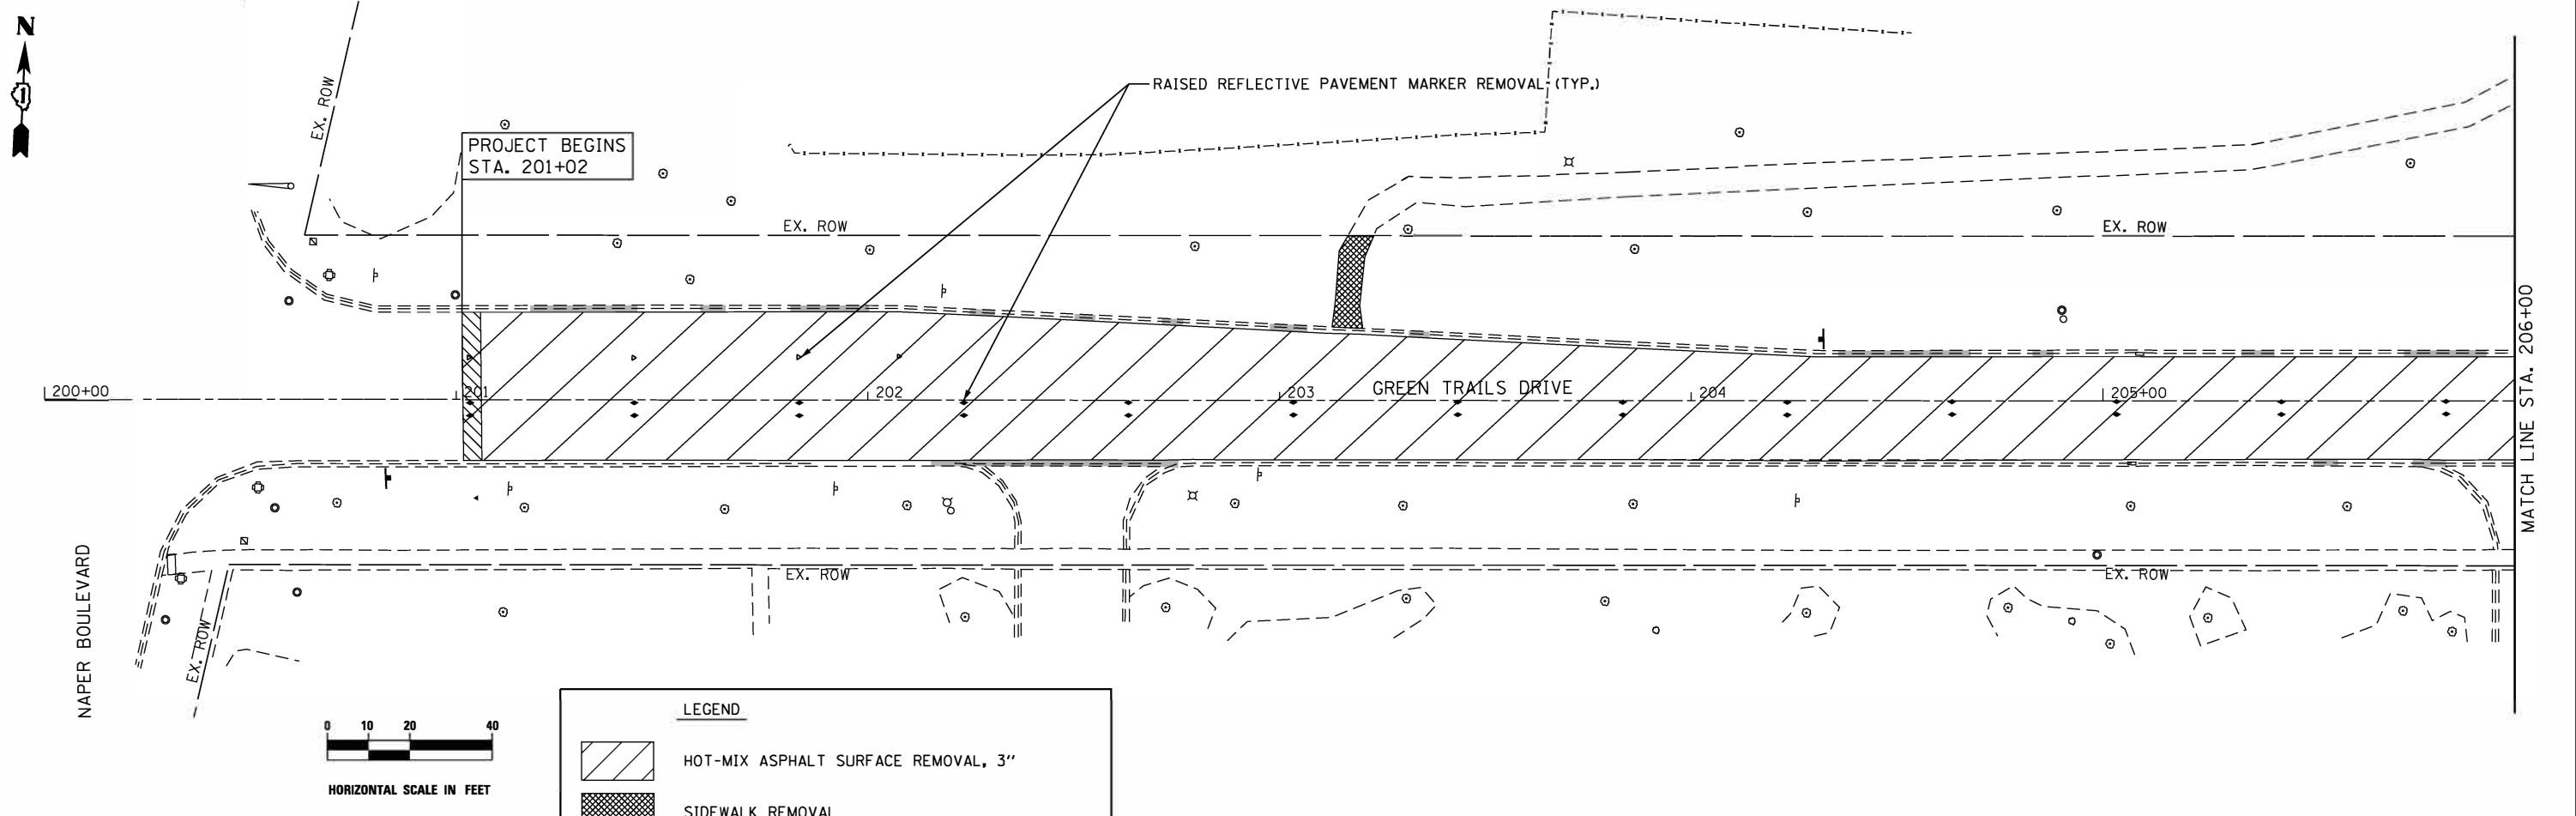 N
EX. ROW
RAISED REFLECTIVE PAVEMENT MARKER REMOVAL (TYP.)
PROJECT BEGINS
STA. 201+02
EX. ROW
EX. ROW
200+00
201
202
203
GREEN TRAILS DRIVE
204
205+00
MATCH LINE STA. 206+00
NAPER BOULEVARD
EX. ROW
EX. ROW
EX. ROW
0 10 20 40
HORIZONTAL SCALE IN FEET
LEGEND
HOT-MIX ASPHALT SURFACE REMOVAL, 3"
SIDEWALK REMOVAL